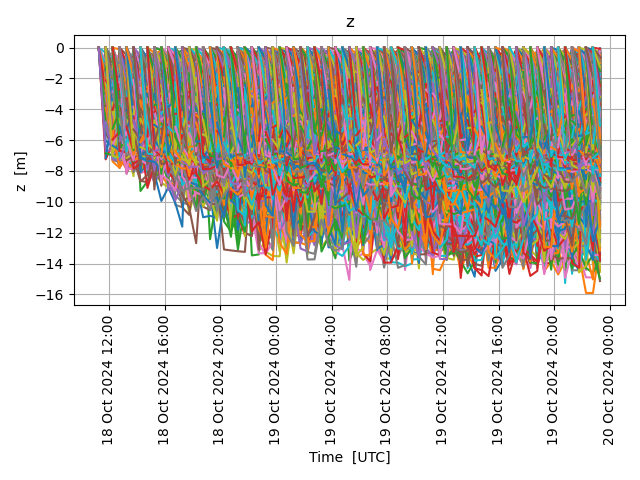 z
0
−2
−4
−6
−8
−10
−12
−14
−16
z [m]
18 Oct 2024 12:00
18 Oct 2024 16:00
18 Oct 2024 20:00
19 Oct 2024 00:00
19 Oct 2024 04:00
19 Oct 2024 08:00
19 Oct 2024 12:00
19 Oct 2024 16:00
19 Oct 2024 20:00
20 Oct 2024 00:00
Time [UTC]